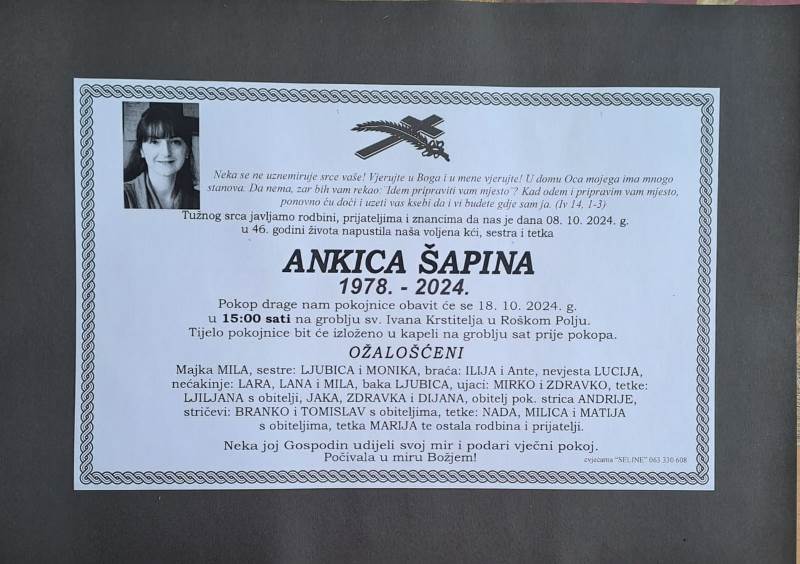 Neka se ne uznemiruje srce vaše! Vjerujte u Boga i u mene vjerujte! U domu Oca mojega ima mnogo
stanova. Da nema, zar bih vam rekao: "Idem pripraviti vam mjesto"? Kad odem i pripravim vam mjesto,
ponovno ću doći i uzeti vas ksebi da i vi budete gdje sam ja. (Iv 14, 1-3)
Tužnog srca javljamo rodbini, prijateljima i znancima da nas je dana 08. 10. 2024. g.
u 46. godini života napustila naša voljena kći, sestra i tetka
ANKICA ŠAPINA
1978. - 2024.
Pokop drage nam pokojnice obavit će se 18. 10. 2024. g.
u 15:00 sati na groblju sv. Ivana Krstitelja u Roškom Polju.
Tijelo pokojnice bit će izloženo u kapeli na groblju sat prije pokopa.
OŽALOŠĆENI
Majka MILA, sestre: LJUBICA i MONIKA, braća: ILIJA i Ante, nevjesta LUCIJA,
nećakinje: LARA, LANA i MILA, baka LJUBICA, ujaci: MIRKO i ZDRAVKO, tetke:
LJILJANA s obitelji, JAKA, ZDRAVKA i DIJANA, obitelj pok. strica ANDRIJE,
stričevi: BRANKO i TOMISLAV s obiteljima, tetke: NADA, MILICA i MATIJA
s obiteljima, tetka MARIJA te ostala rodbina i prijatelji.
Neka joj Gospodin udijeli svoj mir i podari vječni pokoj.
Počivala u miru Božjem!
cvjećarna "SELINE" 063 330 608